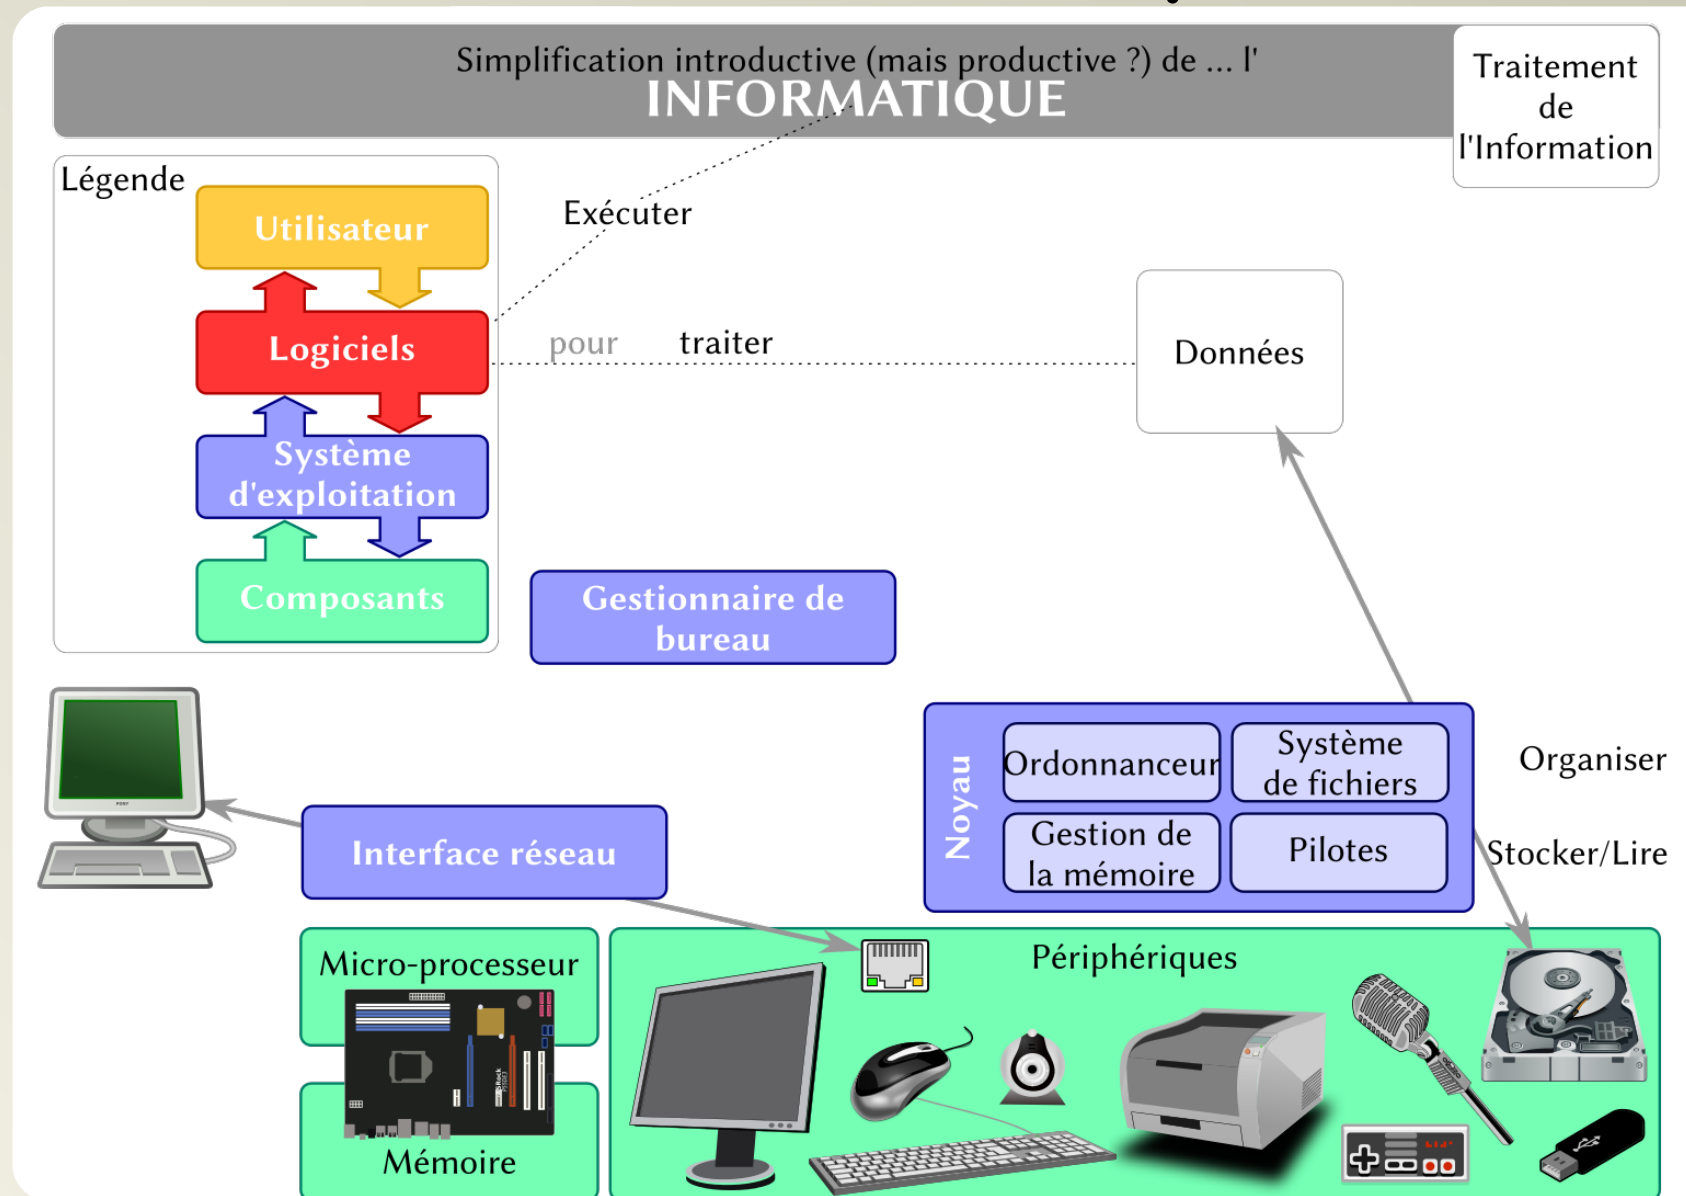 Simplification introductive (mais productive ?) de ... l'
INFORMATIQUE
Traitement
de
l'Information
Légende
Utilisateur
Exécuter
Logiciels
pour traiter
Données
Système
d'exploitation
Composants
Gestionnaire de
bureau
Noyau
Ordonnanceur
Système
de fichiers
Gestion de
la mémoire
Pilotes
Organiser
Stocker/Lire
Interface réseau
Micro-processeur
Mémoire
Périphériques